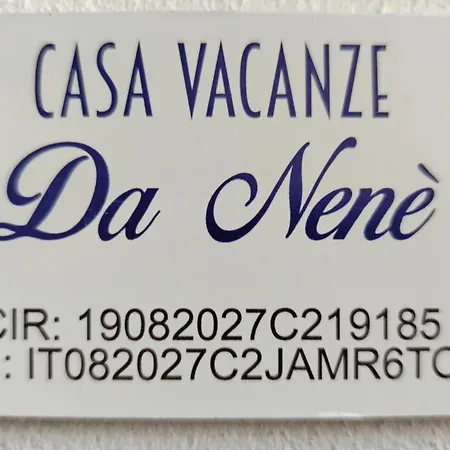 CASA VACANZE
Da Nenè
CIR: 19082027C219185
: IT082027C2JAMR6TC